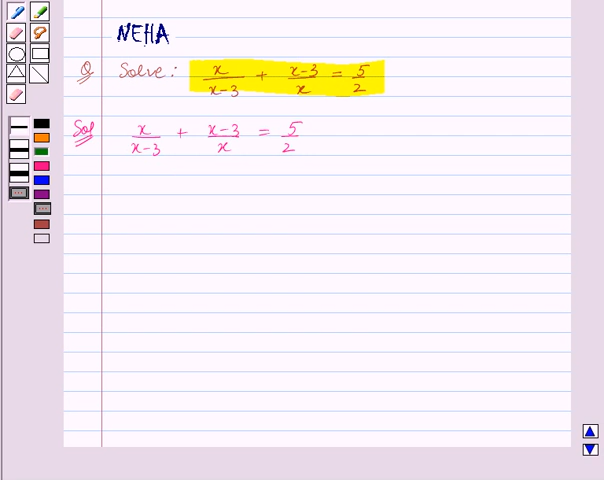 NEHA
Q Solve: x/(x-3) + (x-3)/x = 5/2
Sol x/(x-3) + (x-3)/x = 5/2